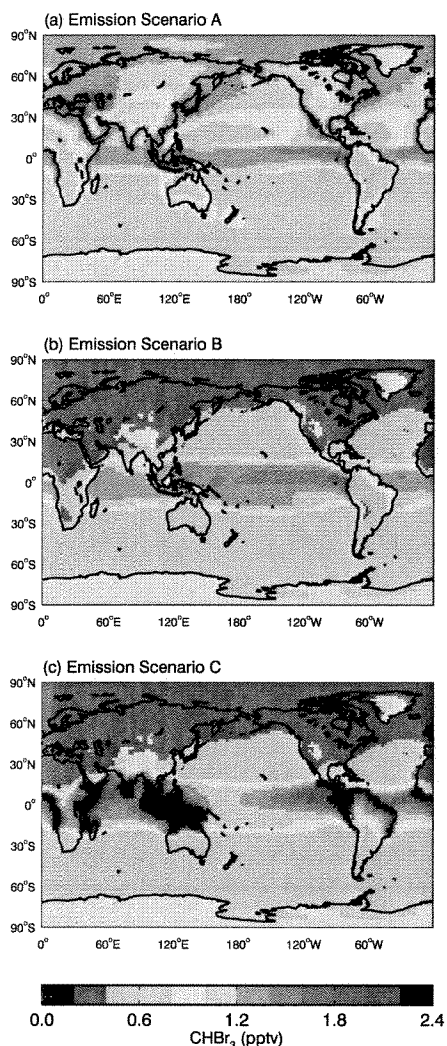 (a) Emission Scenario A
90°N
60°N
30°N
0°
30°S
60°S
90°S
0° 60°E 120°E 180° 120°W 60°W
(b) Emission Scenario B
90°N
60°N
30°N
0°
30°S
60°S
90°S
0° 60°E 120°E 180° 120°W 60°W
(c) Emission Scenario C
90°N
60°N
30°N
0°
30°S
60°S
90°S
0° 60°E 120°E 180° 120°W 60°W
0.0 0.6 1.2 1.8 2.4
CHBr₃ (pptv)